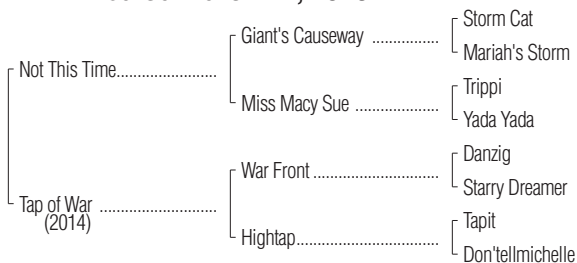 Storm Cat
Giant's Causeway ..................
Mariah's Storm
Not This Time...........................
Trippi
Miss Macy Sue ......................
Yada Yada
Danzig
War Front .................................
Starry Dreamer
Tap of War ................................
(2014)
Tapit
Hightap.....................................
Don'tellmichelle